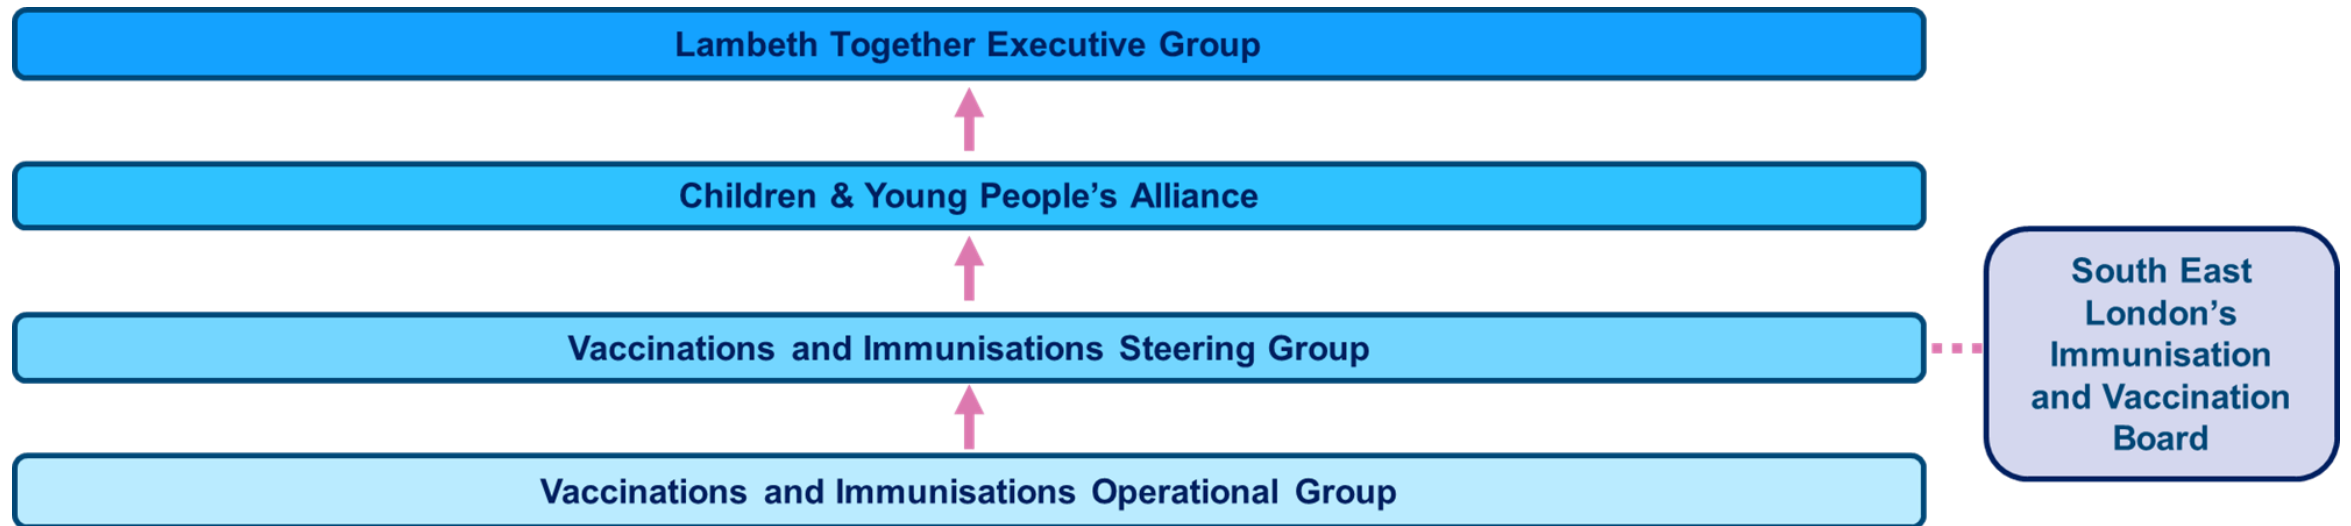 Lambeth Together Executive Group
Children & Young People’s Alliance
Vaccinations and Immunisations Steering Group
South East
London’s
Immunisation
and Vaccination
Board
Vaccinations and Immunisations Operational Group